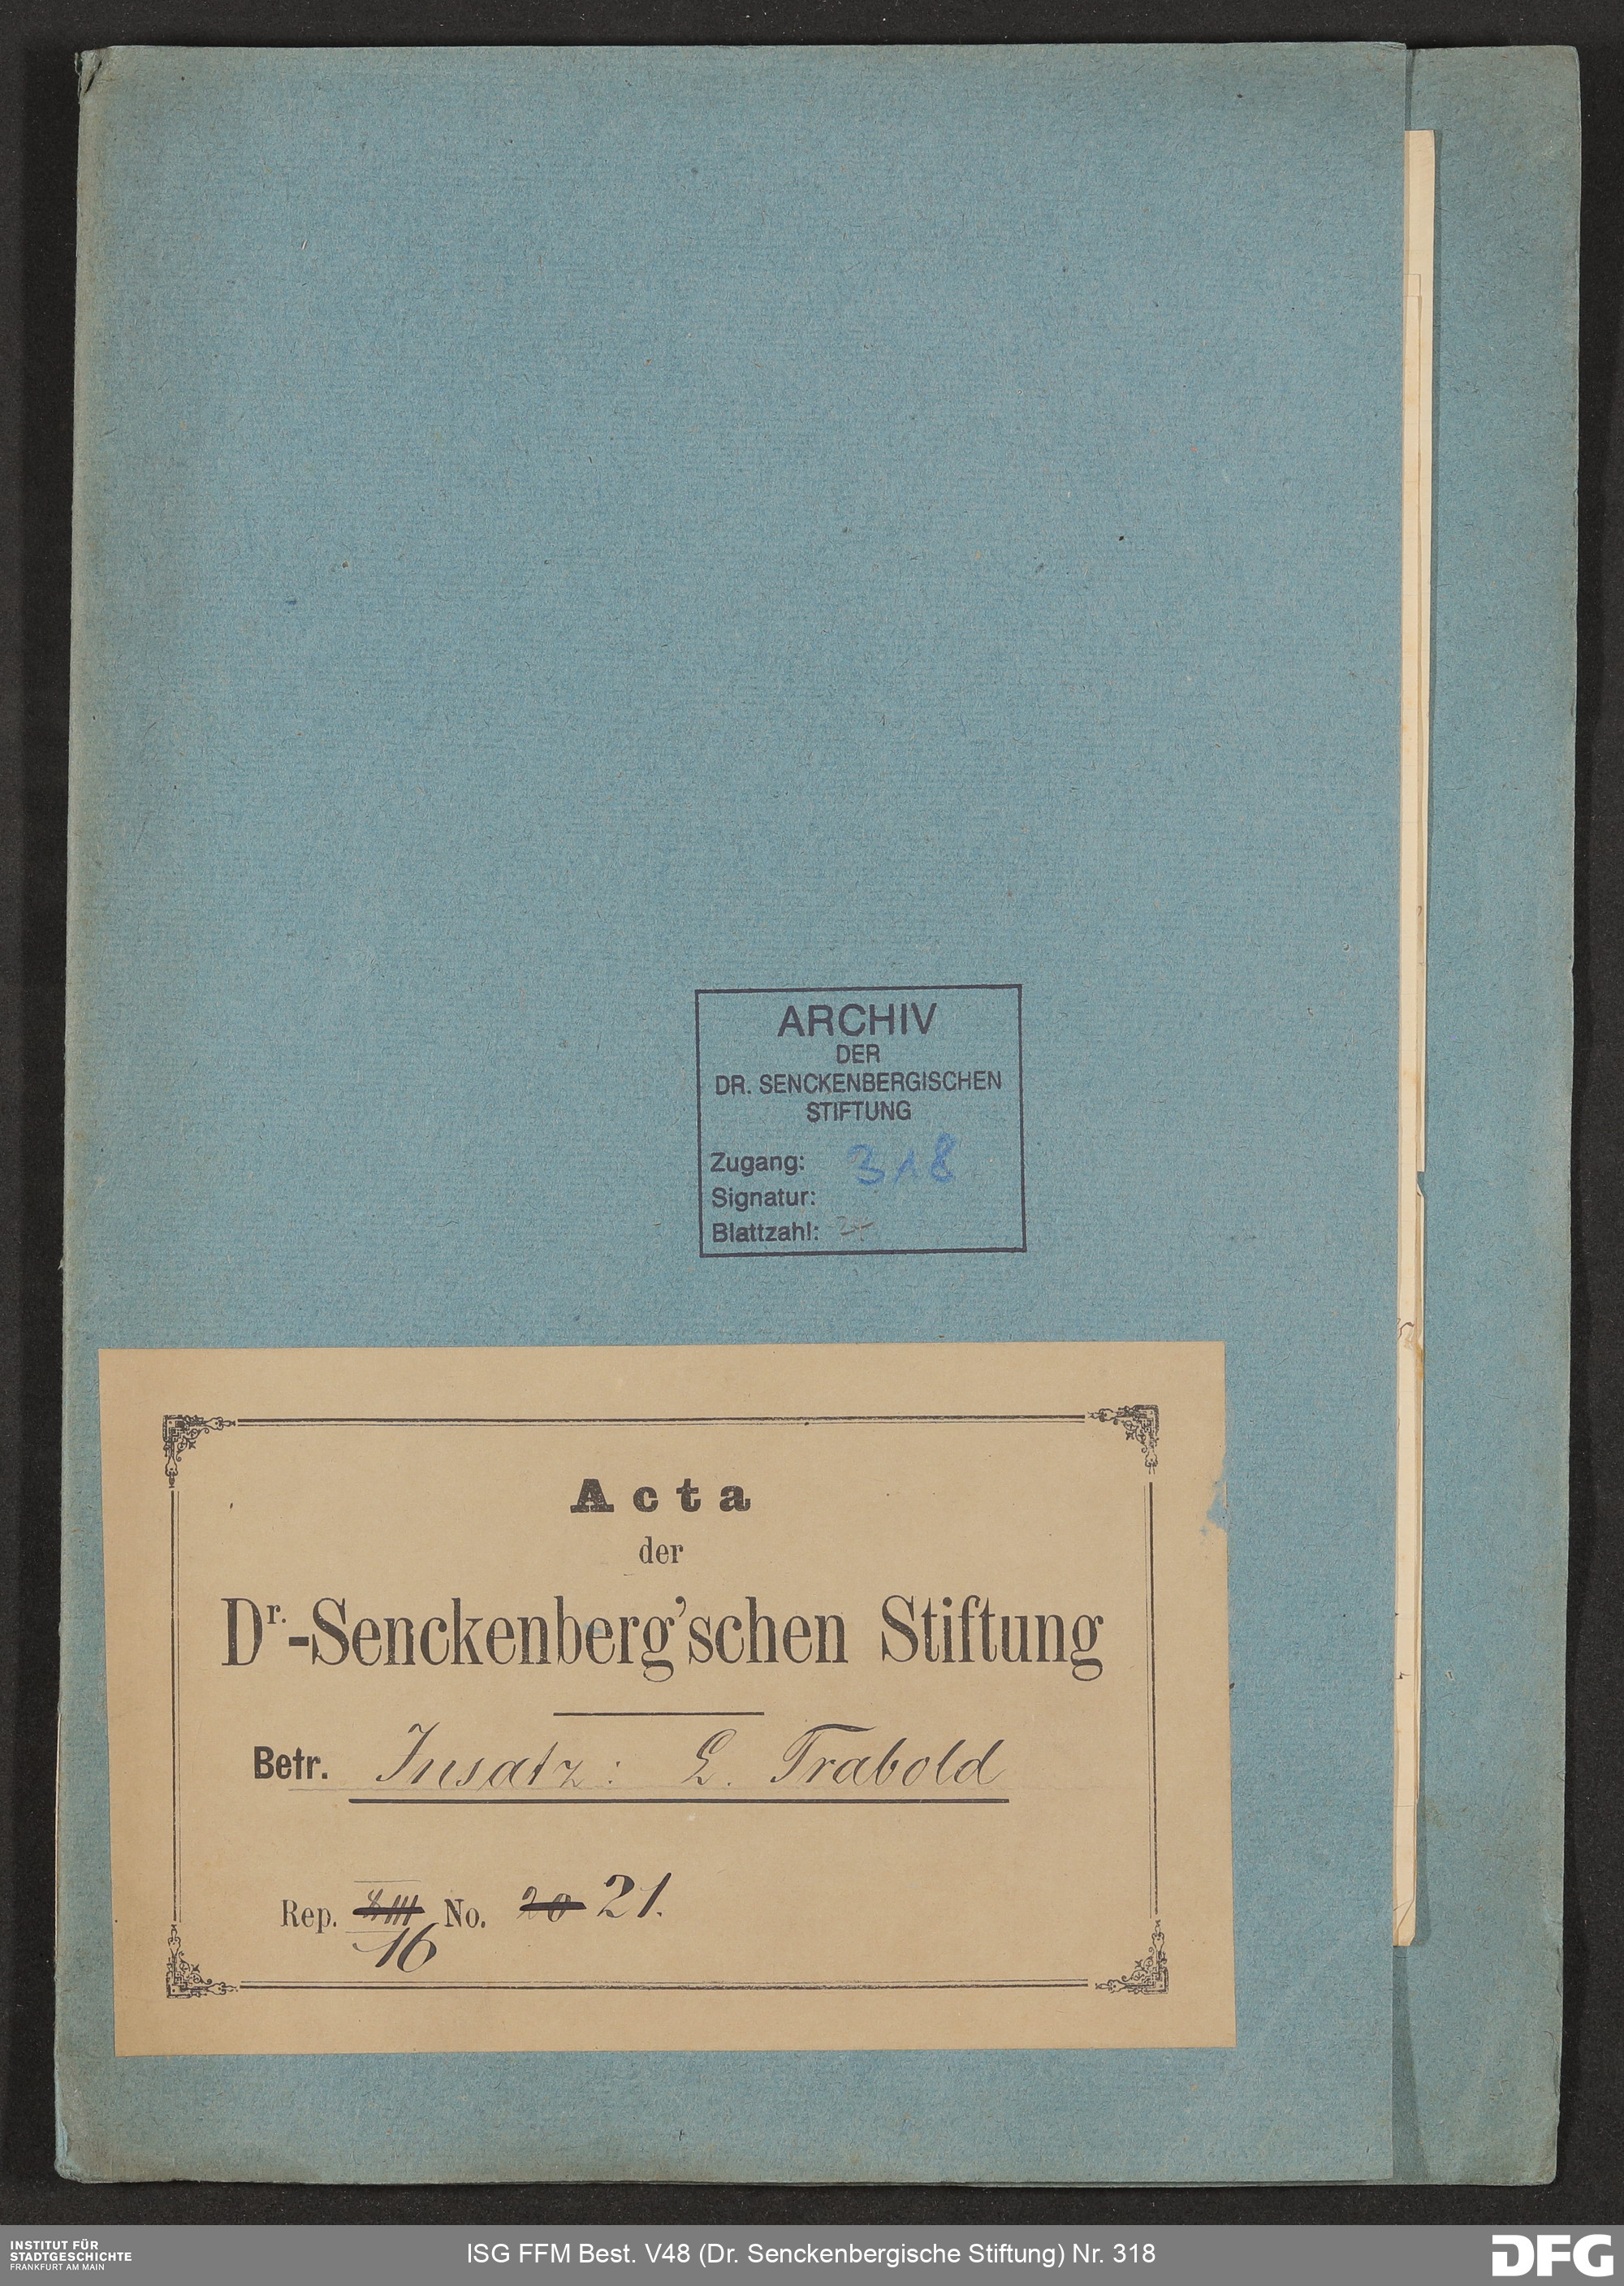 ARCHIV
DER
DR. SENCKENBERGISCHEN
STIFTUNG
Zugang: 318
Signatur:
Blattzahl:
Acta
der
Dr.-Senckenberg'schen Stiftung
Betr. Insatz: L. Trabold
Rep. XIII No. 20 21.
16
INSTITUT FÜR
STADTGESCHICHTE
FRANKFURT AM MAIN
ISG FFM Best. V48 (Dr. Senckenbergische Stiftung) Nr. 318
DFG